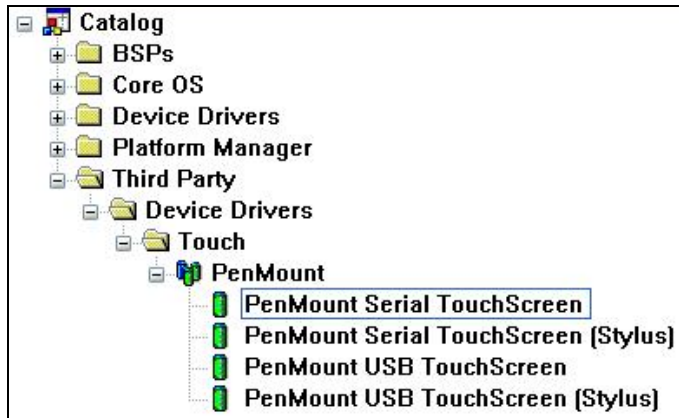 Catalog
BSPs
Core OS
Device Drivers
Platform Manager
Third Party
Device Drivers
Touch
PenMount
PenMount Serial TouchScreen
PenMount Serial TouchScreen (Stylus)
PenMount USB TouchScreen
PenMount USB TouchScreen (Stylus)